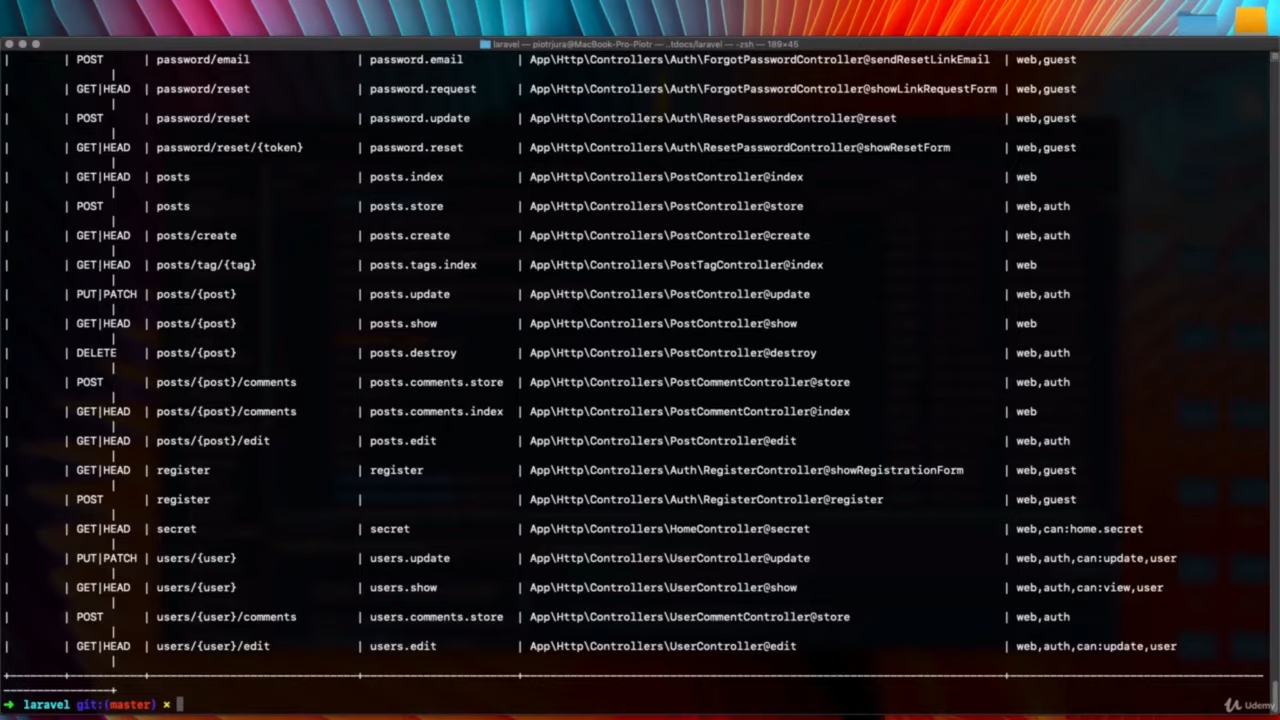 laravel — piotrjura@MacBook-Pro-Piotr — ..tdocs/laravel — -zsh — 189×45
|        | POST      | password/email          | password.email       | App\Http\Controllers\Auth\ForgotPasswordController@sendResetLinkEmail  | web,guest
|
|        | GET|HEAD  | password/reset          | password.request     | App\Http\Controllers\Auth\ForgotPasswordController@showLinkRequestForm | web,guest
|
|        | POST      | password/reset          | password.update      | App\Http\Controllers\Auth\ResetPasswordController@reset                | web,guest
|
|        | GET|HEAD  | password/reset/{token}  | password.reset       | App\Http\Controllers\Auth\ResetPasswordController@showResetForm        | web,guest
|
|        | GET|HEAD  | posts                   | posts.index          | App\Http\Controllers\PostController@index                              | web
|
|        | POST      | posts                   | posts.store          | App\Http\Controllers\PostController@store                              | web,auth
|
|        | GET|HEAD  | posts/create            | posts.create         | App\Http\Controllers\PostController@create                             | web,auth
|
|        | GET|HEAD  | posts/tag/{tag}         | posts.tags.index     | App\Http\Controllers\PostTagController@index                           | web
|
|        | PUT|PATCH | posts/{post}            | posts.update         | App\Http\Controllers\PostController@update                             | web,auth
|
|        | GET|HEAD  | posts/{post}            | posts.show           | App\Http\Controllers\PostController@show                               | web
|
|        | DELETE    | posts/{post}            | posts.destroy        | App\Http\Controllers\PostController@destroy                            | web,auth
|
|        | POST      | posts/{post}/comments   | posts.comments.store | App\Http\Controllers\PostCommentController@store                       | web,auth
|
|        | GET|HEAD  | posts/{post}/comments   | posts.comments.index | App\Http\Controllers\PostCommentController@index                       | web
|
|        | GET|HEAD  | posts/{post}/edit       | posts.edit           | App\Http\Controllers\PostController@edit                               | web,auth
|
|        | GET|HEAD  | register                | register             | App\Http\Controllers\Auth\RegisterController@showRegistrationForm      | web,guest
|
|        | POST      | register                |                      | App\Http\Controllers\Auth\RegisterController@register                  | web,guest
|
|        | GET|HEAD  | secret                  | secret               | App\Http\Controllers\HomeController@secret                             | web,can:home.secret
|
|        | PUT|PATCH | users/{user}            | users.update         | App\Http\Controllers\UserController@update                             | web,auth,can:update,user
|
|        | GET|HEAD  | users/{user}            | users.show           | App\Http\Controllers\UserController@show                               | web,auth,can:view,user
|
|        | POST      | users/{user}/comments   | users.comments.store | App\Http\Controllers\UserCommentController@store                       | web,auth
|
|        | GET|HEAD  | users/{user}/edit       | users.edit           | App\Http\Controllers\UserController@edit                               | web,auth,can:update,user
|
➜ laravel git:(master) ×
Udemy